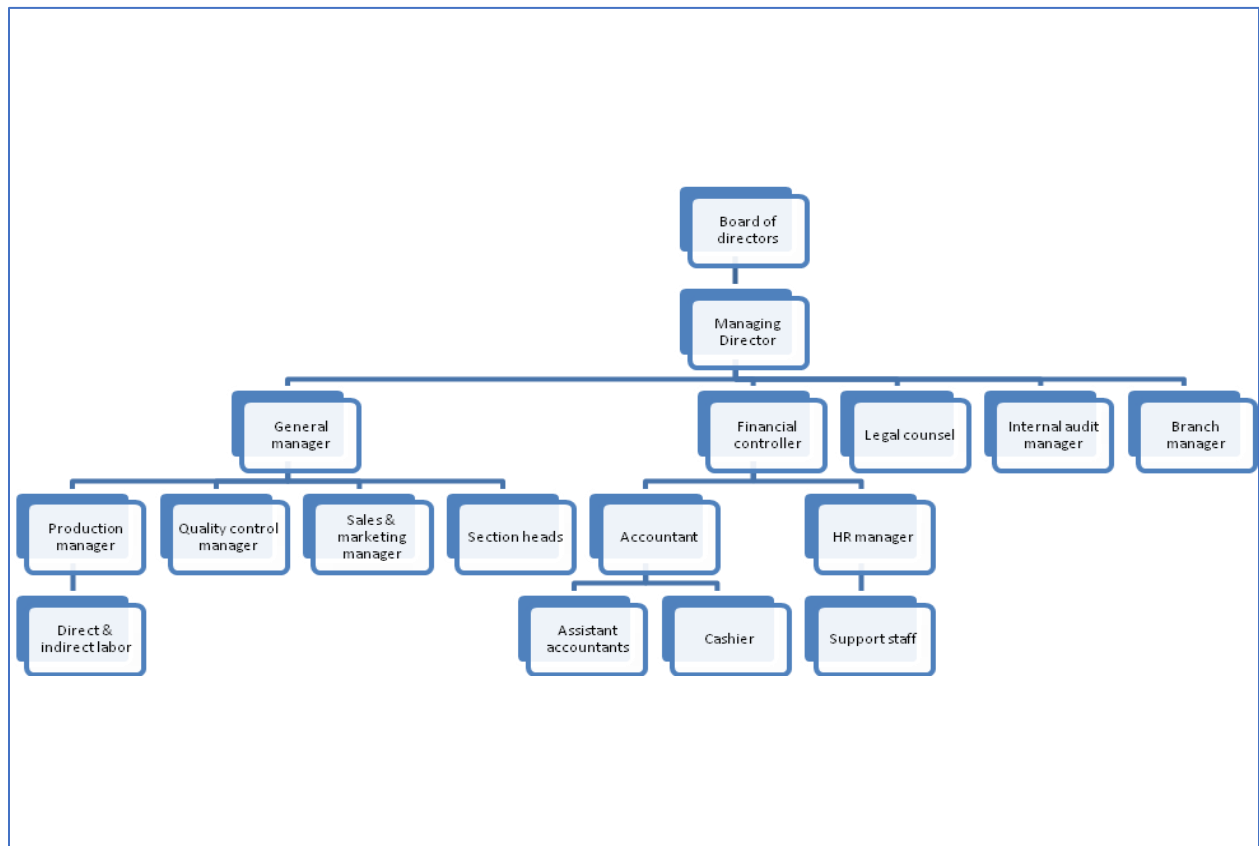 Board of
directors
Managing
Director
General
manager
Financial
controller
Legal counsel
Internal audit
manager
Branch
manager
Production
manager
Quality control
manager
Sales &
marketing
manager
Section heads
Accountant
HR manager
Direct &
indirect labor
Assistant
accountants
Cashier
Support staff